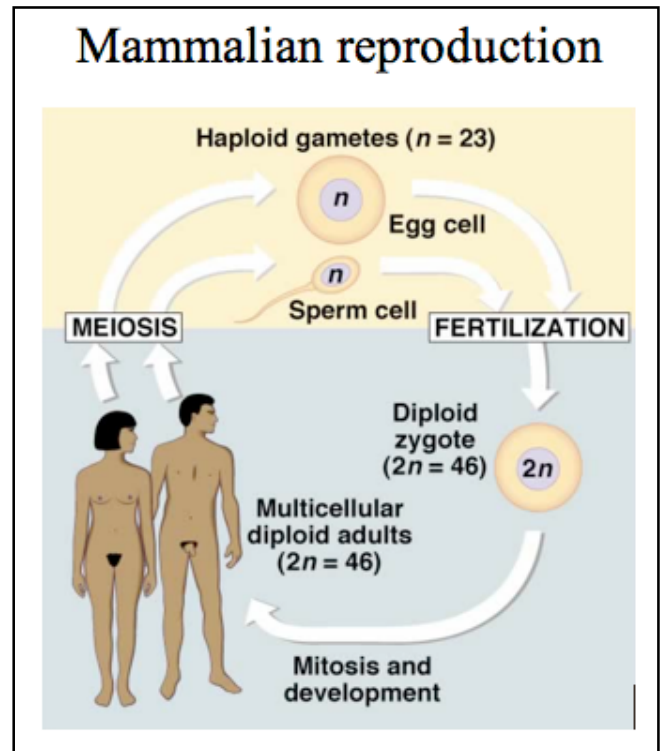 Mammalian reproduction
Haploid gametes (n = 23)
n
Egg cell
n
Sperm cell
MEIOSIS
FERTILIZATION
Diploid
zygote
(2n = 46)
2n
Multicellular
diploid adults
(2n = 46)
Mitosis and
development